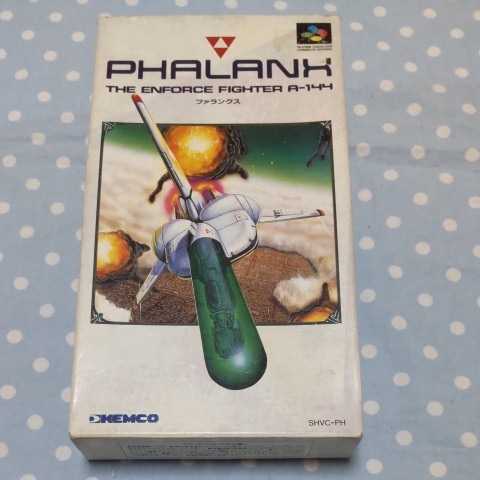 PHALANX
THE ENFORCE FIGHTER A-144
ファランクス
KEMCO
SHVC-PH